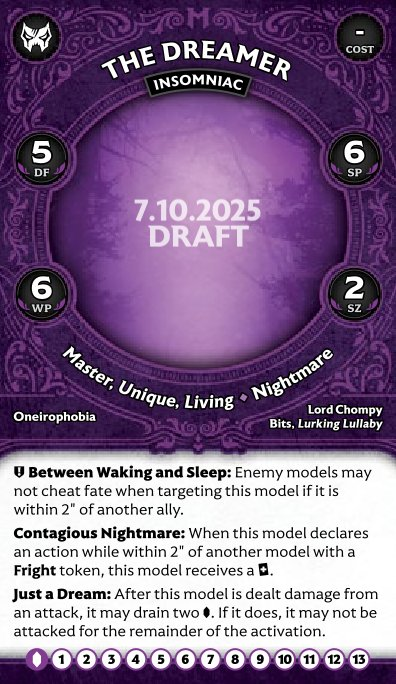 -
COST
THE DREAMER
INSOMNIAC
5
DF
6
SP
7.10.2025
DRAFT
6
WP
2
SZ
Master, Unique, Living ♦ Nightmare
Oneirophobia
Lord Chompy
Bits, Lurking Lullaby
Between Waking and Sleep: Enemy models may
not cheat fate when targeting this model if it is
within 2" of another ally.
Contagious Nightmare: When this model declares
an action while within 2" of another model with a
Fright token, this model receives a .
Just a Dream: After this model is dealt damage from
an attack, it may drain two . If it does, it may not be
attacked for the remainder of the activation.
1 2 3 4 5 6 7 8 9 10 11 12 13